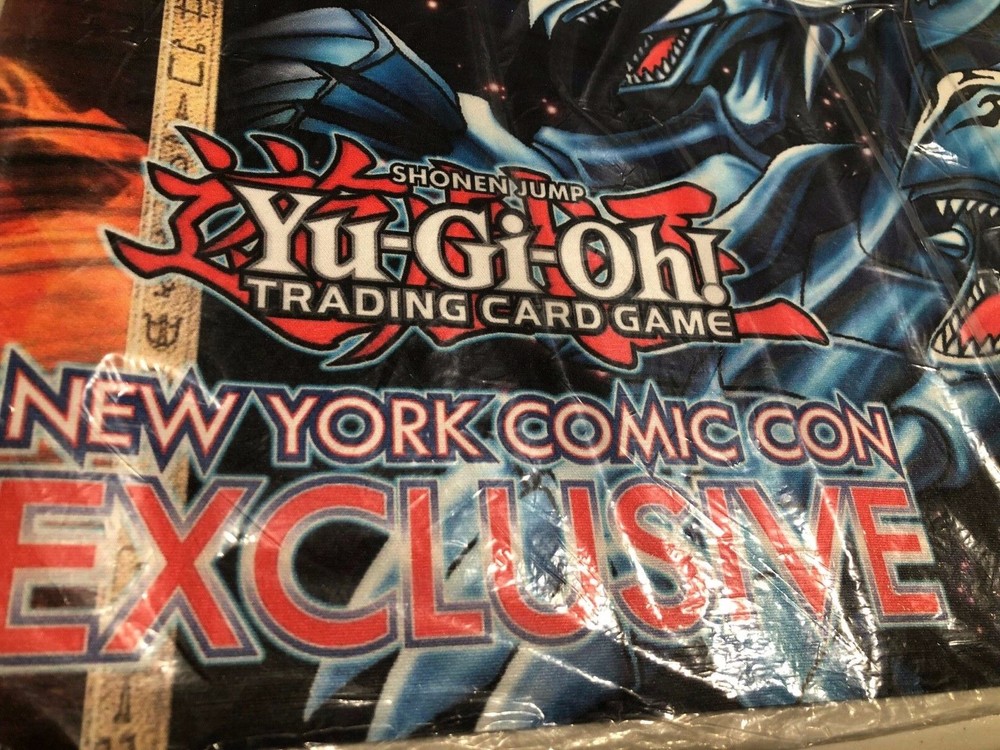 SHONEN JUMP
Yu-Gi-Oh!
TRADING CARD GAME
NEW YORK COMIC CON
EXCLUSIVE